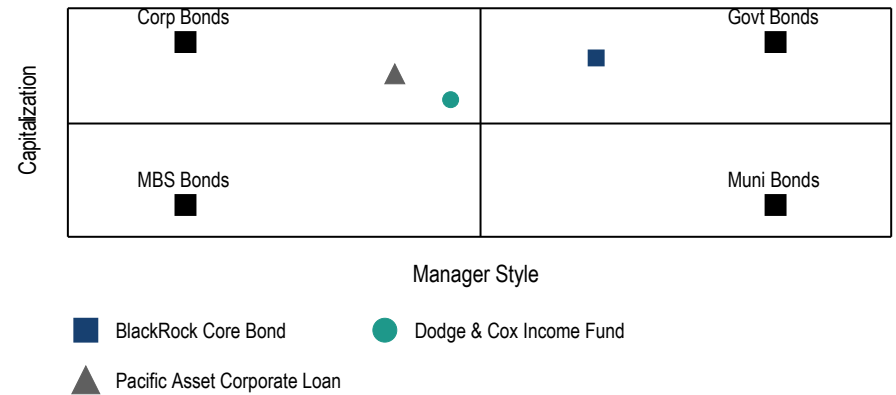 Corp Bonds
Govt Bonds
Capitalization
MBS Bonds
Muni Bonds
Manager Style
BlackRock Core Bond
Dodge & Cox Income Fund
Pacific Asset Corporate Loan